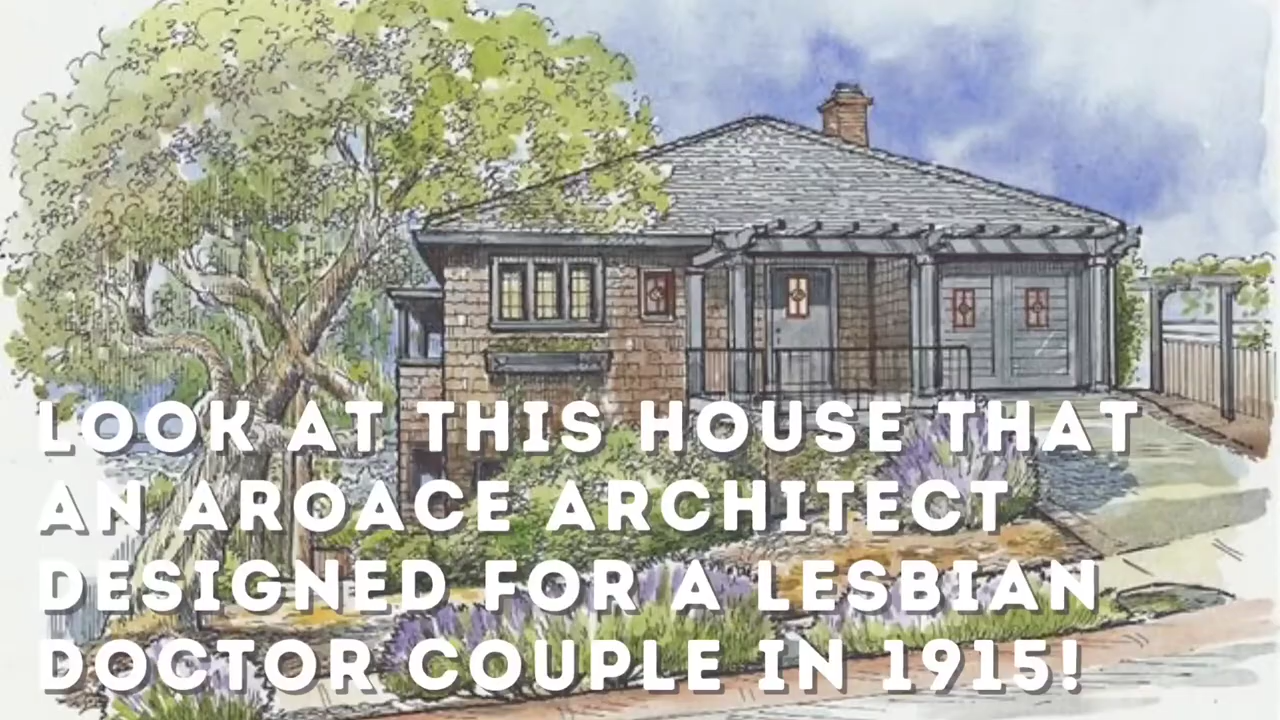 LOOK AT THIS HOUSE THAT
AN AROACE ARCHITECT
DESIGNED FOR A LESBIAN
DOCTOR COUPLE IN 1915!